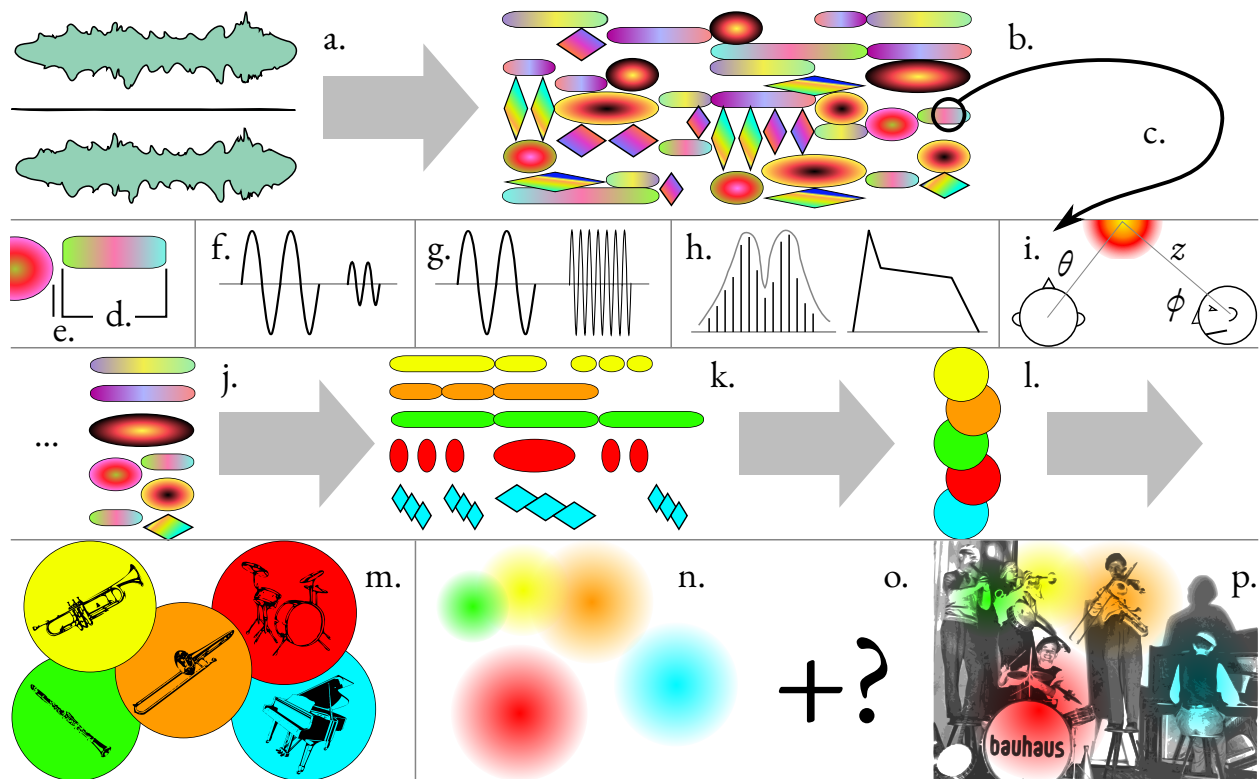 a.
b.
c.
d.
e.
f.
g.
h.
i.
θ
z
ϕ
...
j.
k.
l.
m.
n.
o.
p.
+?
bauhaus